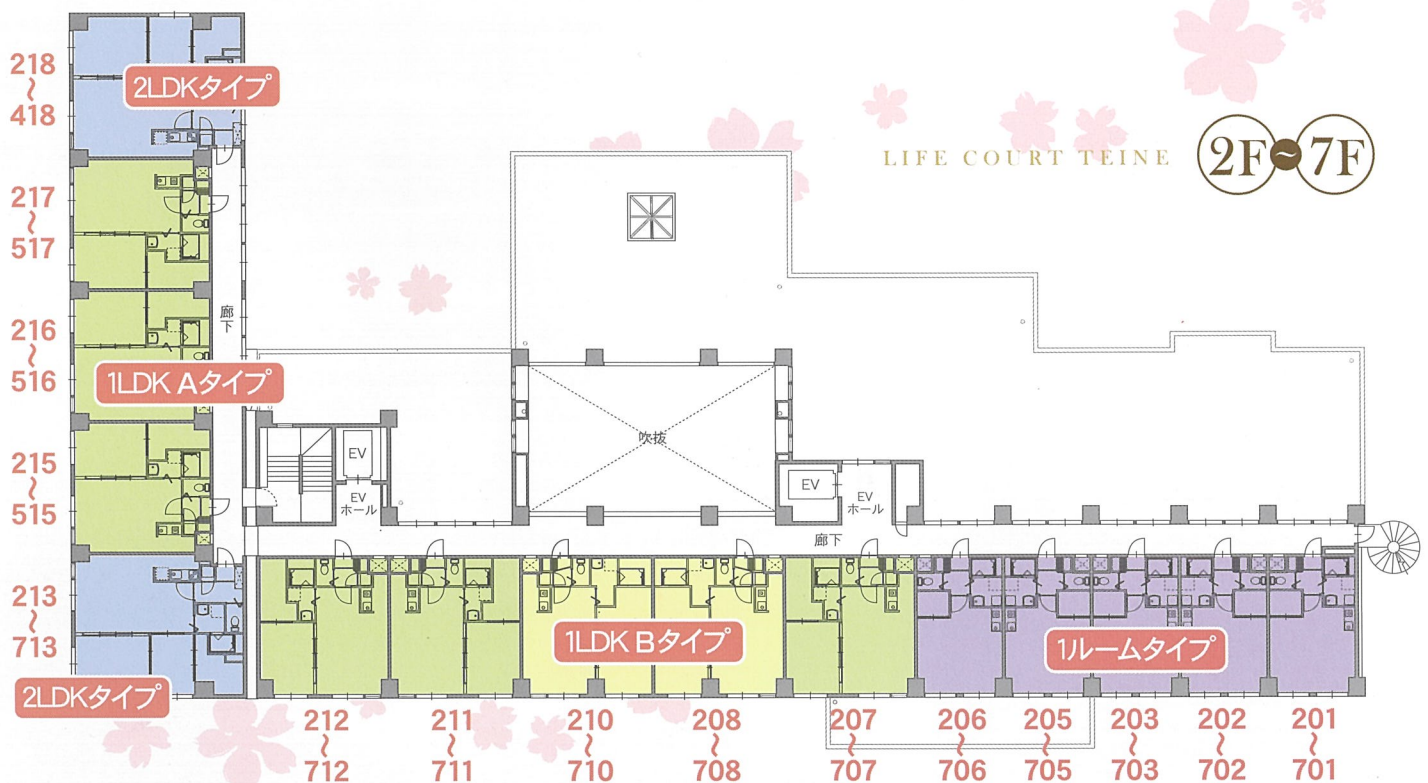 LIFE COURT TEINE
2F~7F
218
~
418
2LDKタイプ
217
~
517
廊下
216
~
516
1LDK Aタイプ
215
~
515
EV
EV
ホール
吹抜
EV
EV
ホール
廊下
213
~
713
2LDKタイプ
1LDK Bタイプ
1ルームタイプ
212
~
712
211
~
711
210
~
710
208
~
708
207
~
707
206
~
706
205
~
705
203
~
703
202
~
702
201
~
701